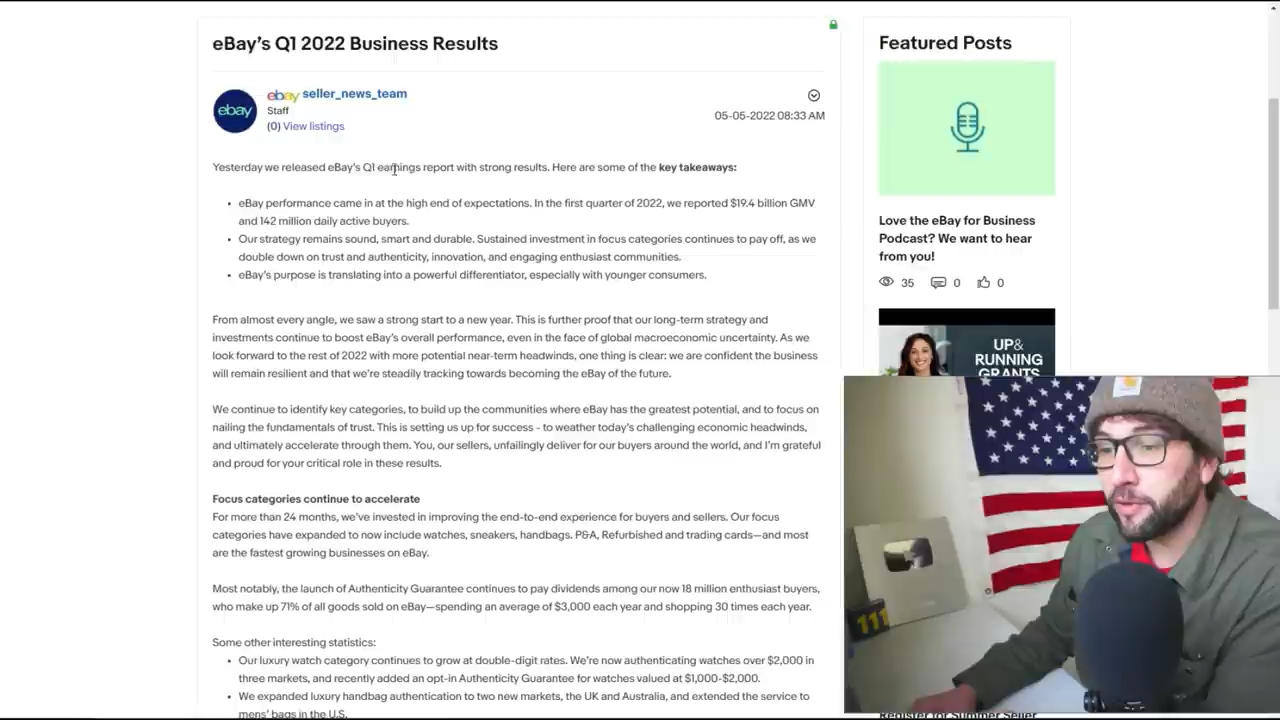 eBay's Q1 2022 Business Results
ebay
ebay seller_news_team
Staff
(0) View listings
05-05-2022 08:33 AM
Yesterday we released eBay's Q1 earnings report with strong results. Here are some of the key takeaways:
eBay performance came in at the high end of expectations. In the first quarter of 2022, we reported $19.4 billion GMV
and 142 million daily active buyers.
Our strategy remains sound, smart and durable. Sustained investment in focus categories continues to pay off, as we
double down on trust and authenticity, innovation, and engaging enthusiast communities.
eBay's purpose is translating into a powerful differentiator, especially with younger consumers.
From almost every angle, we saw a strong start to a new year. This is further proof that our long-term strategy and
investments continue to boost eBay's overall performance, even in the face of global macroeconomic uncertainty. As we
look forward to the rest of 2022 with more potential near-term headwinds, one thing is clear: we are confident the business
will remain resilient and that we're steadily tracking towards becoming the eBay of the future.
We continue to identify key categories, to build up the communities where eBay has the greatest potential, and to focus on
nailing the fundamentals of trust. This is setting us up for success - to weather today's challenging economic headwinds,
and ultimately accelerate through them. You, our sellers, unfailingly deliver for our buyers around the world, and I'm grateful
and proud for your critical role in these results.
Focus categories continue to accelerate
For more than 24 months, we've invested in improving the end-to-end experience for buyers and sellers. Our focus
categories have expanded to now include watches, sneakers, handbags. P&A, Refurbished and trading cards—and most
are the fastest growing businesses on eBay.
Most notably, the launch of Authenticity Guarantee continues to pay dividends among our now 18 million enthusiast buyers,
who make up 71% of all goods sold on eBay—spending an average of $3,000 each year and shopping 30 times each year.
Some other interesting statistics:
Our luxury watch category continues to grow at double-digit rates. We're now authenticating watches over $2,000 in
three markets, and recently added an opt-in Authenticity Guarantee for watches valued at $1,000-$2,000.
We expanded luxury handbag authentication to two new markets, the UK and Australia, and extended the service to
mens' bags in the U.S.
Featured Posts
Love the eBay for Business
Podcast? We want to hear
from you!
35 0 0
UP&
RUNNING
GRANTS
111
Register for Summer Seller